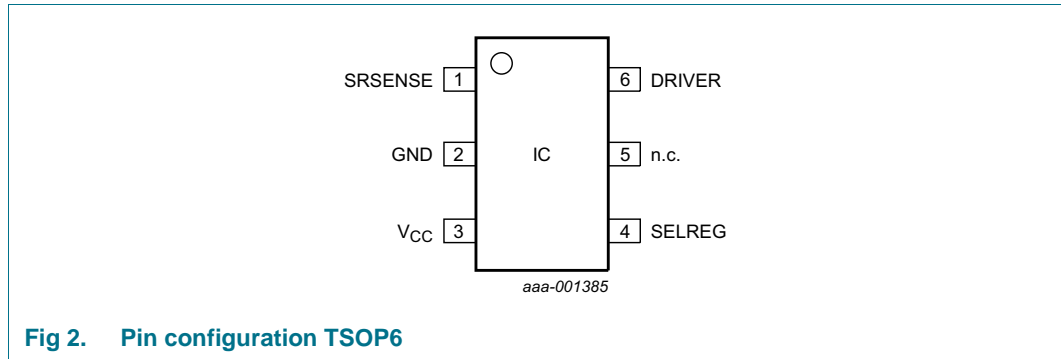 SRSENSE 1 6 DRIVER
GND 2 IC 5 n.c.
VCC 3 4 SELREG
aaa-001385
Fig 2. Pin configuration TSOP6